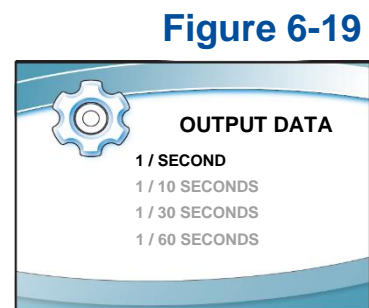 Figure 6-19
OUTPUT DATA
1 / SECOND
1 / 10 SECONDS
1 / 30 SECONDS
1 / 60 SECONDS